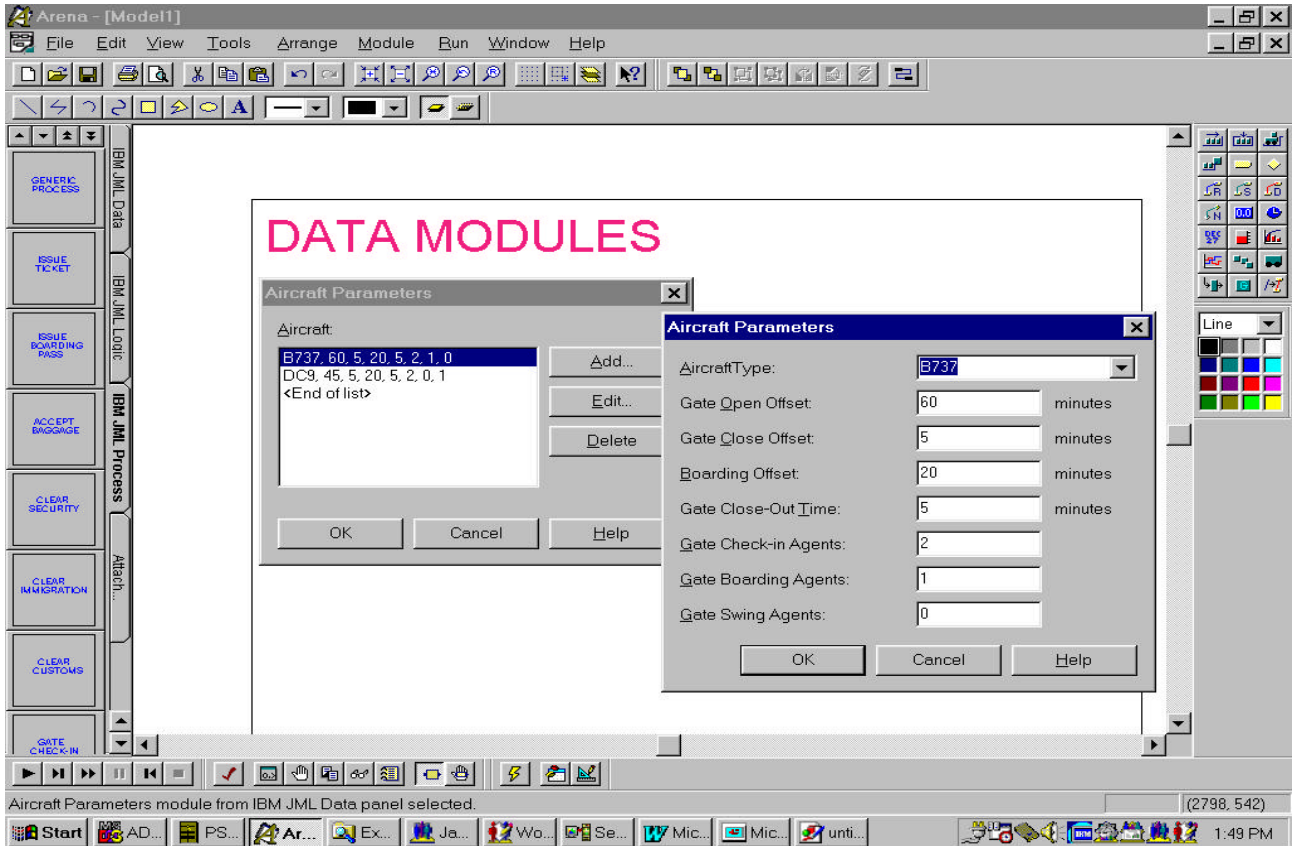 Arena - [Model1]
File Edit View Tools Arrange Module Run Window Help
IBM JML Data
IBM JML Logic
IBM JML Process
Attach...
GENERIC
PROCESS
ISSUE
TICKET
ISSUE
BOARDING
PASS
ACCEPT
BAGGAGE
CLEAR
SECURITY
CLEAR
IMMIGRATION
CLEAR
CUSTOMS
GATE
CHECK-IN
DATA MODULES
Aircraft Parameters
Aircraft:
B737, 60, 5, 20, 5, 2, 1, 0
DC9, 45, 5, 20, 5, 2, 0, 1
<End of list>
Add...
Edit...
Delete
OK Cancel Help
Aircraft Parameters
AircraftType: B737
Gate Open Offset: 60 minutes
Gate Close Offset: 5 minutes
Boarding Offset: 20 minutes
Gate Close-Out Time: 5 minutes
Gate Check-in Agents: 2
Gate Boarding Agents: 1
Gate Swing Agents: 0
OK Cancel Help
Line
Aircraft Parameters module from IBM JML Data panel selected.
(2798, 542)
Start AD... PS... Ar... Ex... Ja... Wo... Se... Mic... Mic... unti... 1:49 PM